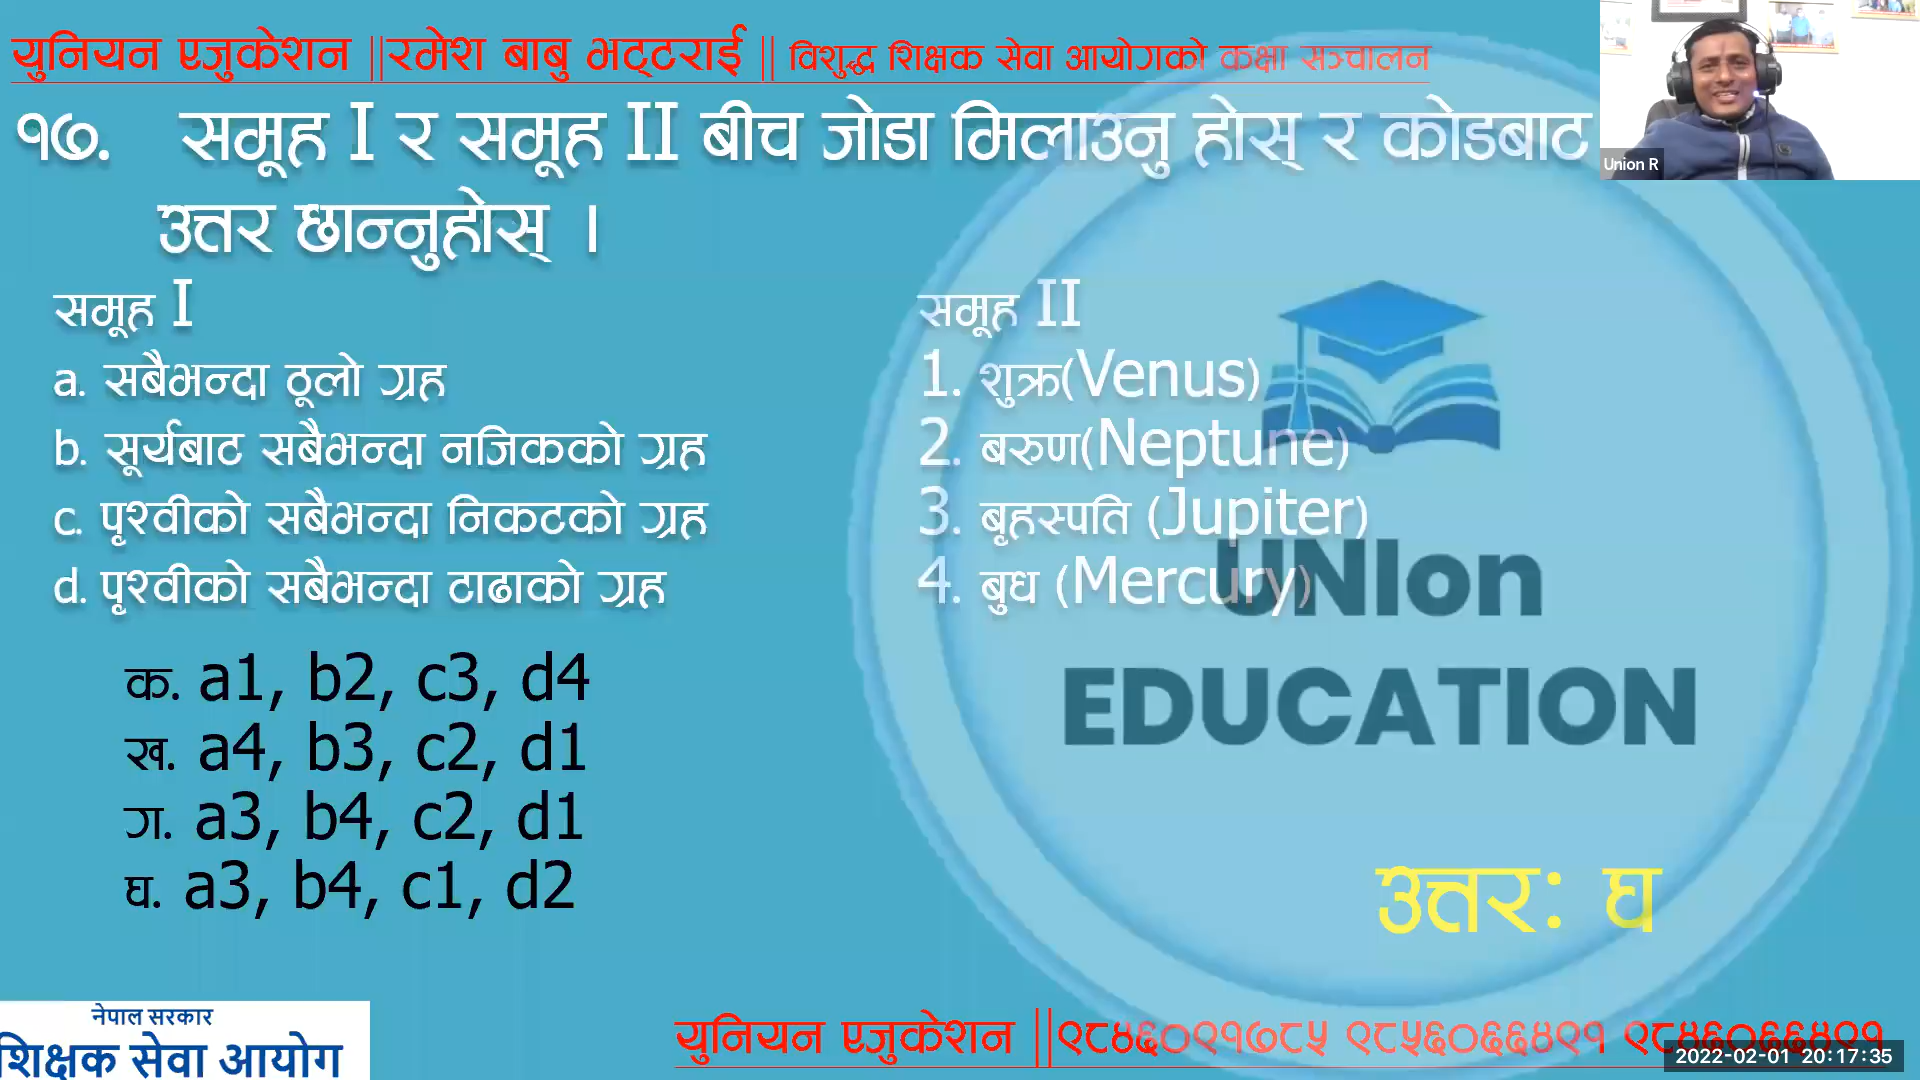 युनियन एजुकेशन ||रमेश बाबु भट्टराई || विशुद्ध शिक्षक सेवा आयोगको कक्षा सञ्चालन
Union R
१७. समूह I र समूह II बीच जोडा मिलाउनु होस् र कोडबाट
उत्तर छान्नुहोस् ।
समूह I
समूह II
a. सबैभन्दा ठूलो ग्रह
1. शुक्र(Venus)
b. सूर्यबाट सबैभन्दा नजिकको ग्रह
2. बरुण(Neptune)
c. पृश्वीको सबैभन्दा निकटको ग्रह
3. बृहस्पति (Jupiter)
d. पृश्वीको सबैभन्दा टाढाको ग्रह
4. बुध (Mercury)
UNIon
EDUCATION
क. a1, b2, c3, d4
ख. a4, b3, c2, d1
ग. a3, b4, c2, d1
घ. a3, b4, c1, d2
उत्तर: घ
नेपाल सरकार
शिक्षक सेवा आयोग
युनियन एजुकेशन ||९८४६०९१७८५ ९८५६०६६४९१ ९८४६०६६४९१
2022-02-01 20:17:35